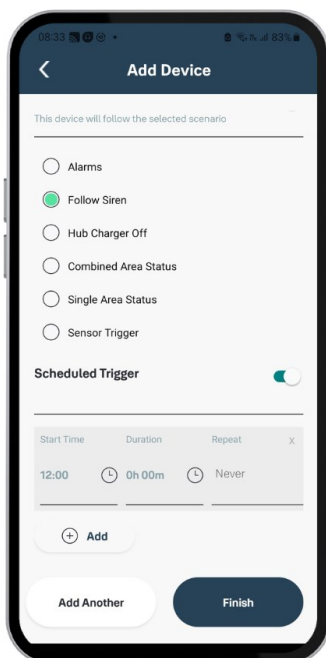 08:33
83%
Add Device
This device will follow the selected scenario
Alarms
Follow Siren
Hub Charger Off
Combined Area Status
Single Area Status
Sensor Trigger
Scheduled Trigger
Start Time Duration Repeat X
12:00 0h 00m Never
Add
Add Another Finish